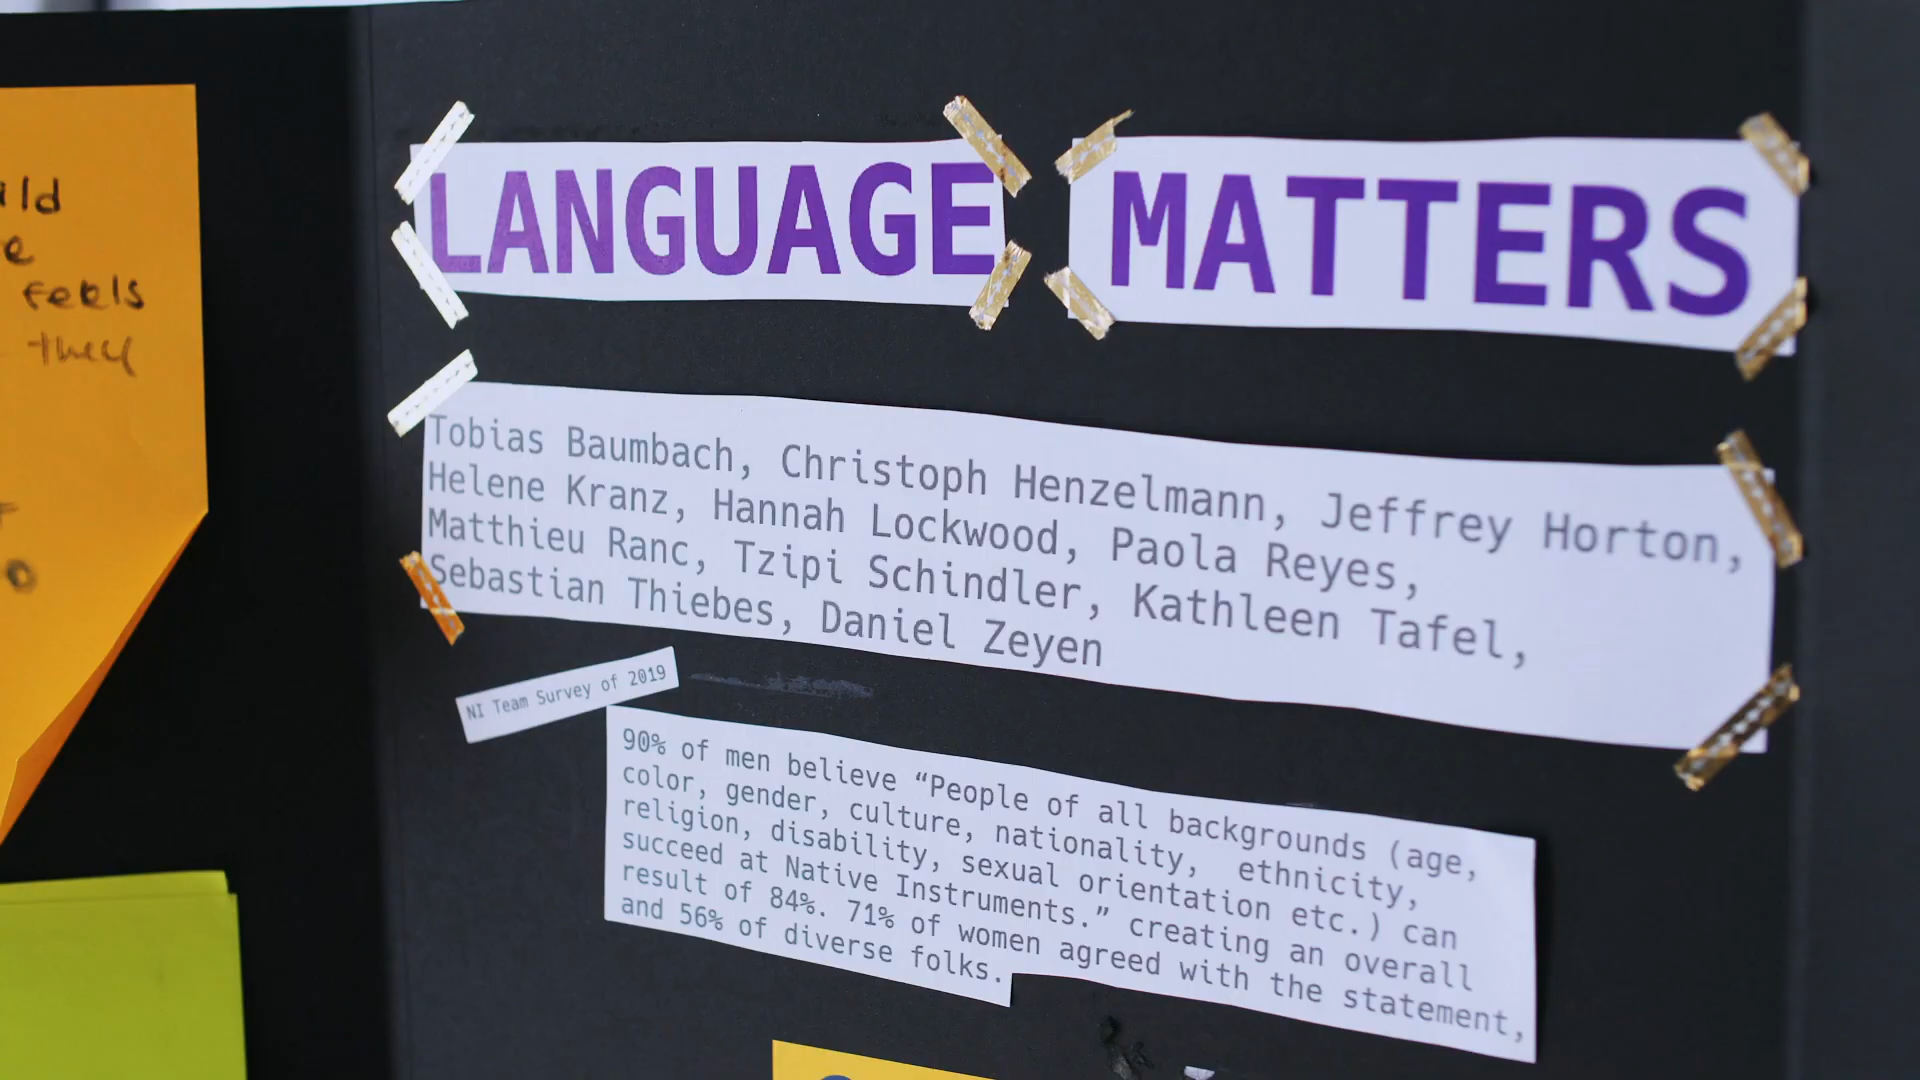 LANGUAGE MATTERS
Tobias Baumbach, Christoph Henzelmann, Jeffrey Horton,
Helene Kranz, Hannah Lockwood, Paola Reyes,
Matthieu Ranc, Tzipi Schindler, Kathleen Tafel,
Sebastian Thiebes, Daniel Zeyen
NI Team Survey of 2019
90% of men believe “People of all backgrounds (age,
color, gender, culture, nationality, ethnicity,
religion, disability, sexual orientation etc.) can
succeed at Native Instruments.” creating an overall
result of 84%. 71% of women agreed with the statement,
and 56% of diverse folks.
feels
they